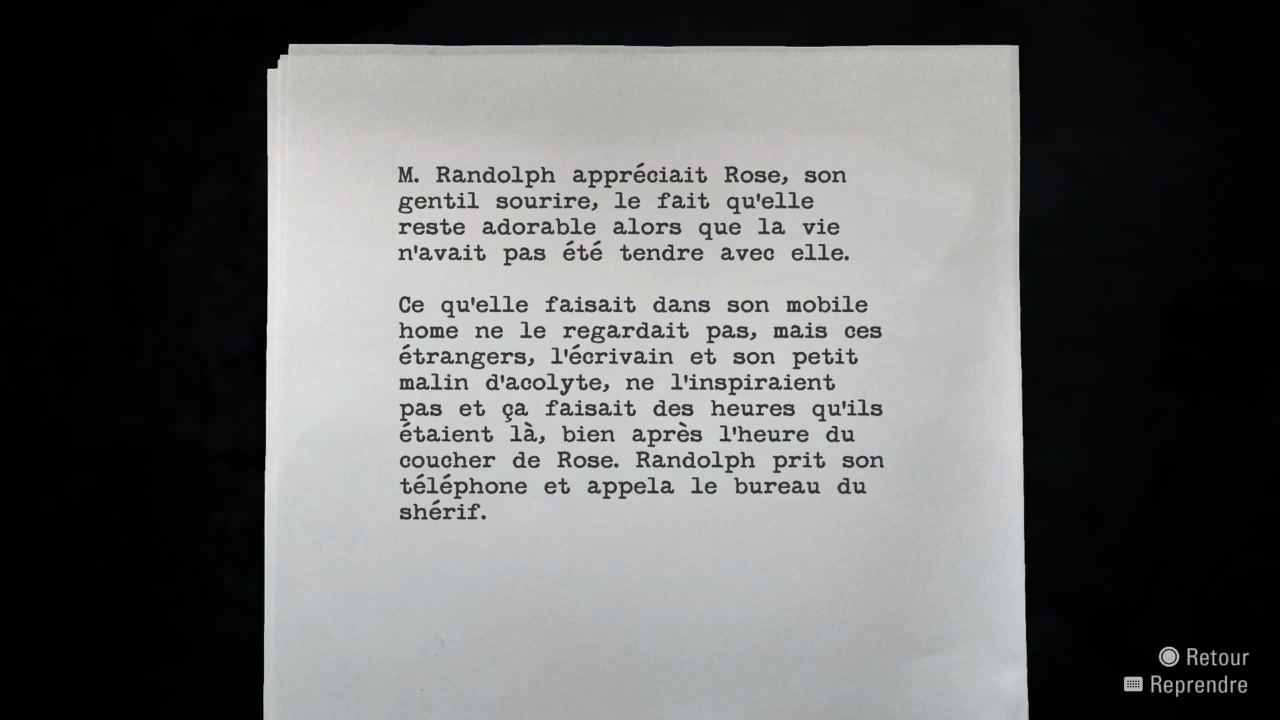 M. Randolph appréciait Rose, son
gentil sourire, le fait qu'elle
reste adorable alors que la vie
n'avait pas été tendre avec elle.
Ce qu'elle faisait dans son mobile
home ne le regardait pas, mais ces
étrangers, l'écrivain et son petit
malin d'acolyte, ne l'inspiraient
pas et ça faisait des heures qu'ils
étaient là, bien après l'heure du
coucher de Rose. Randolph prit son
téléphone et appela le bureau du
shérif.
Retour
Reprendre